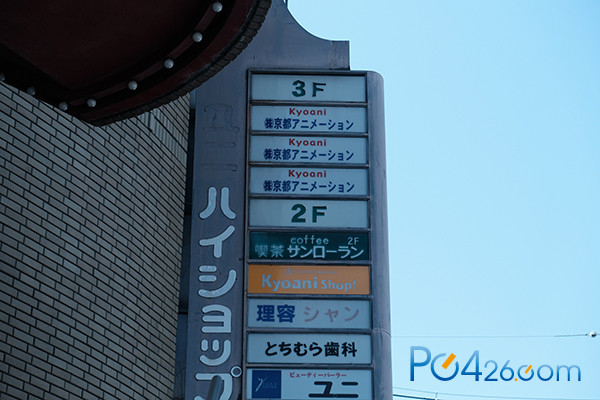 ハイショップ
3F
Kyoani
㈱京都アニメーション
Kyoani
㈱京都アニメーション
Kyoani
㈱京都アニメーション
2F
coffee 2F
喫茶 サンローラン
Kyoani Shop!
理容 シャン
とちむら歯科
ビューティーパーラー
ユニ
PC426.com